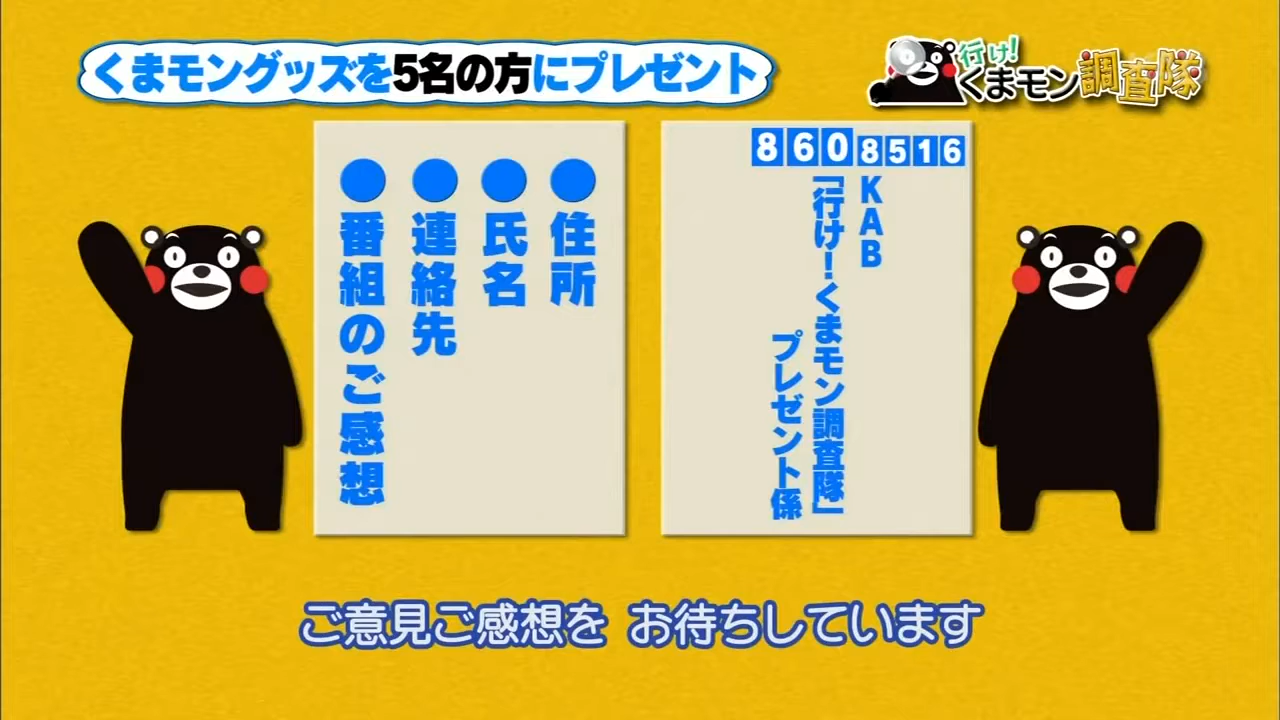 くまモングッズを5名の方にプレゼント
行け!
くまモン調査隊
8608516
KAB
「行け!くまモン調査隊」
プレゼント係
●住所
●氏名
●連絡先
●番組のご感想
ご意見ご感想を お待ちしています